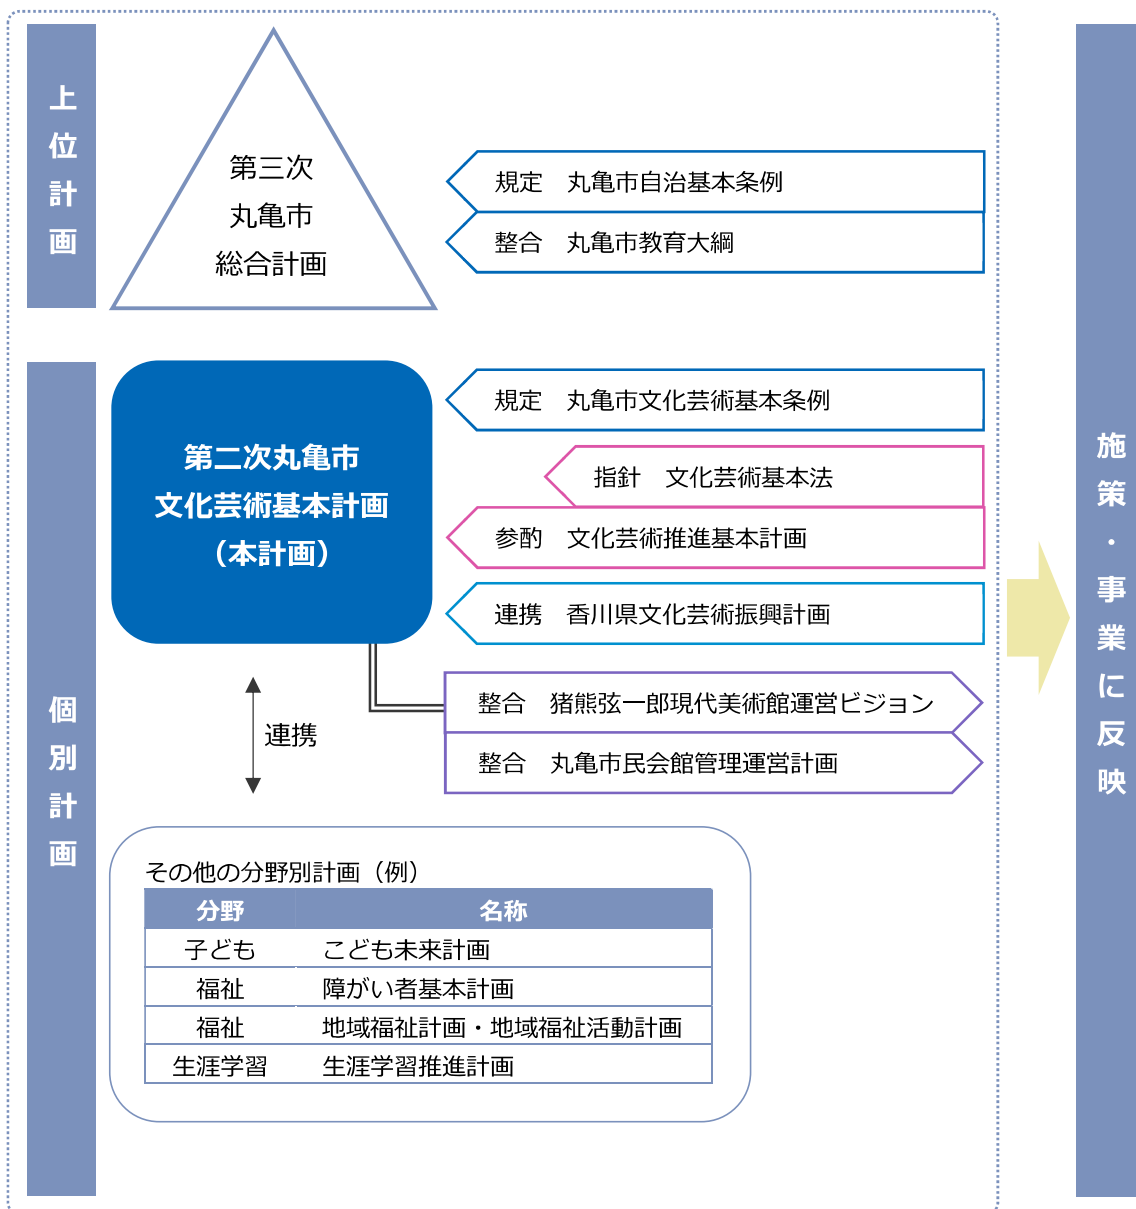 上位計画
第三次
丸亀市
総合計画
規定　丸亀市自治基本条例
整合　丸亀市教育大綱
個別計画
第二次丸亀市
文化芸術基本計画
（本計画）
規定　丸亀市文化芸術基本条例
指針　文化芸術基本法
参酌　文化芸術推進基本計画
連携　香川県文化芸術振興計画
整合　猪熊弦一郎現代美術館運営ビジョン
整合　丸亀市民会館管理運営計画
連携
その他の分野別計画（例）
分野　名称
子ども　こども未来計画
福祉　障がい者基本計画
福祉　地域福祉計画・地域福祉活動計画
生涯学習　生涯学習推進計画
施策・事業に反映